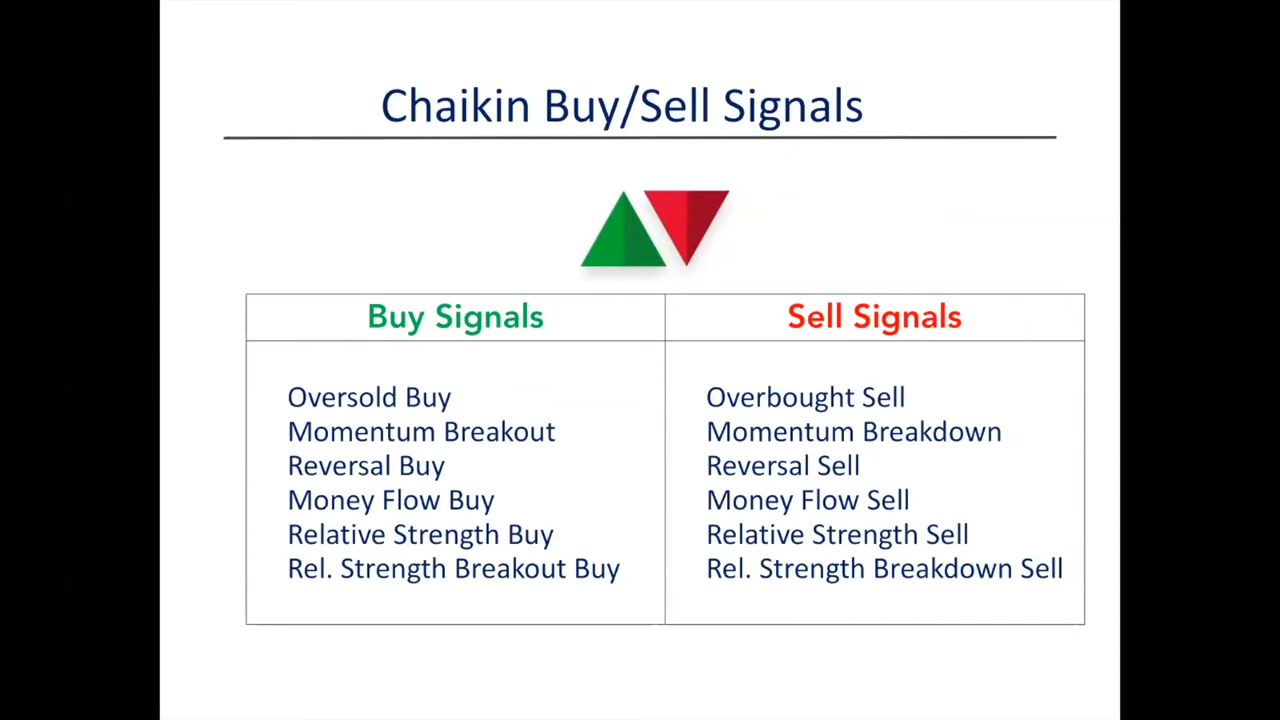 Chaikin Buy/Sell Signals
Buy Signals
Sell Signals
Oversold Buy
Momentum Breakout
Reversal Buy
Money Flow Buy
Relative Strength Buy
Rel. Strength Breakout Buy
Overbought Sell
Momentum Breakdown
Reversal Sell
Money Flow Sell
Relative Strength Sell
Rel. Strength Breakdown Sell